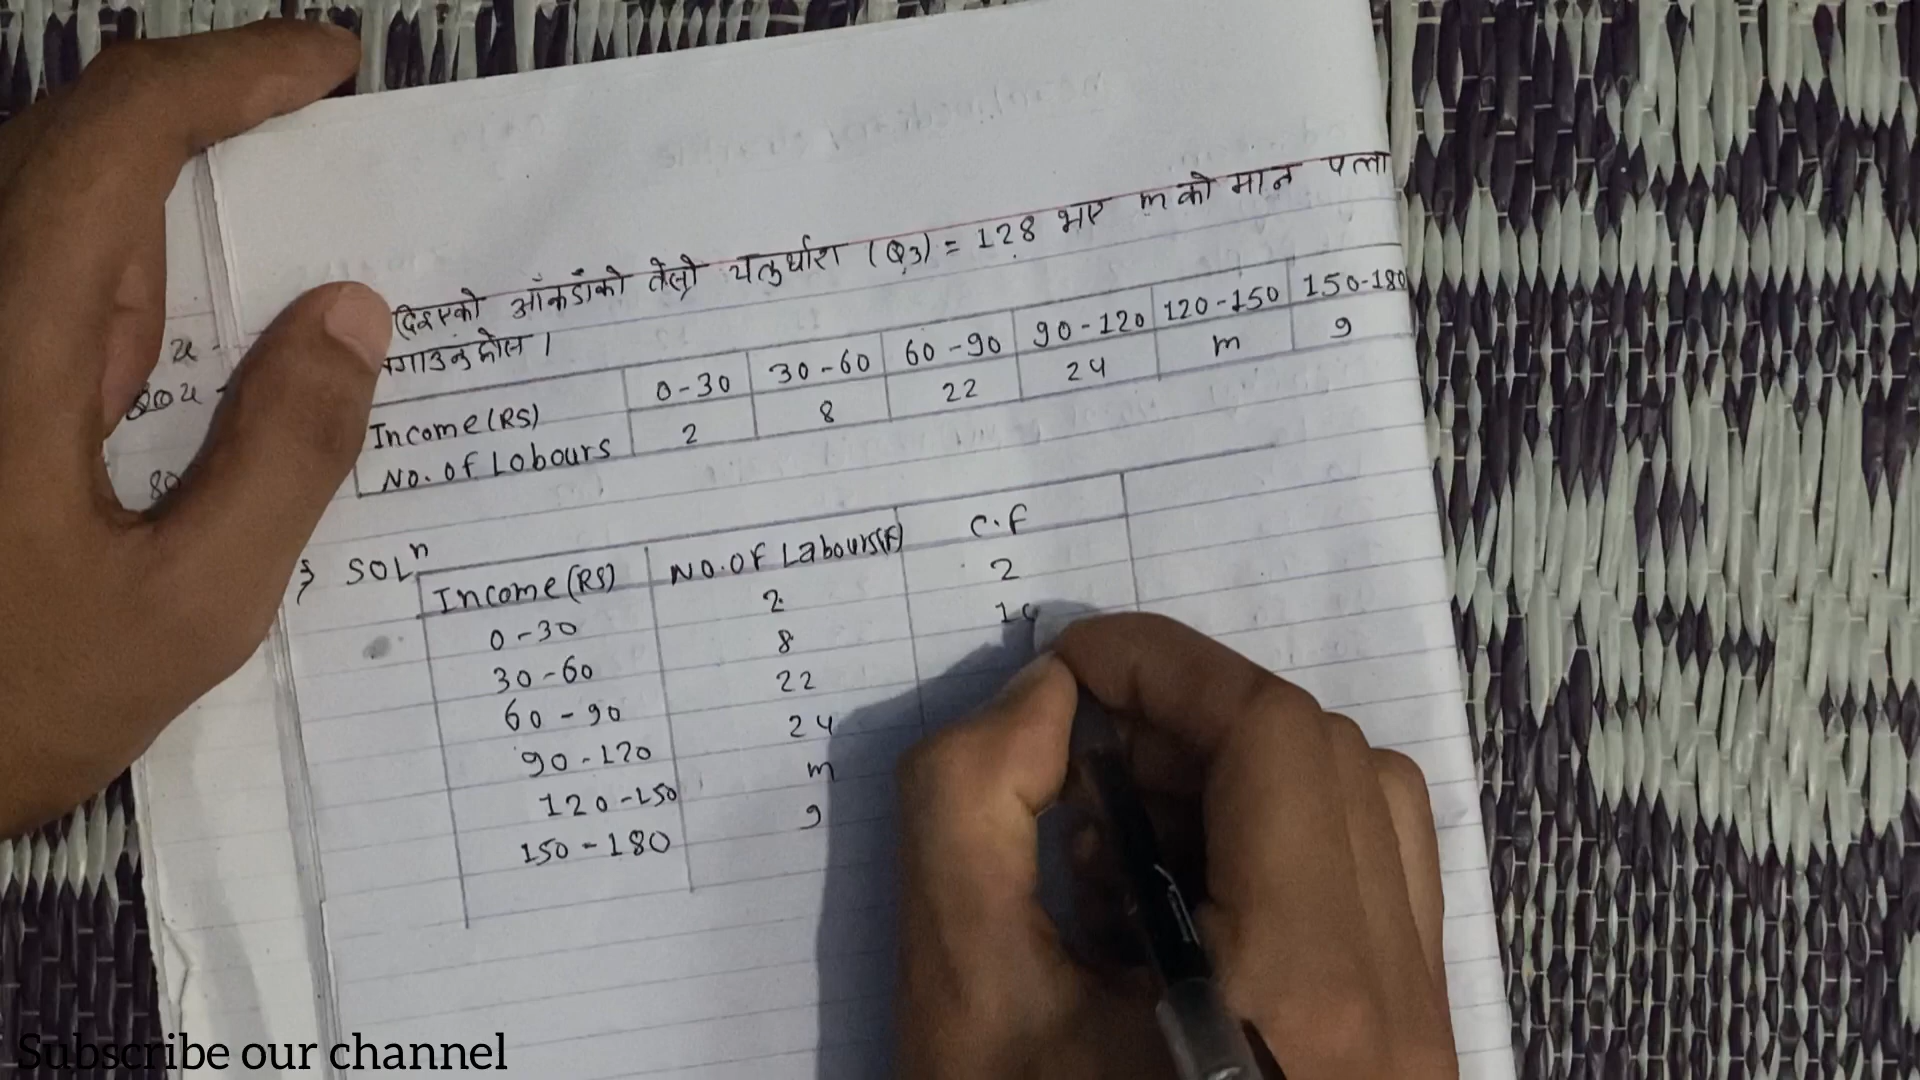 दिइएको आँकडाको तेस्रो चतुर्थांश (Q3) = 128 भए m को मान पत्ता
लगाउनुहोस ।
Income (RS) 0-30 30-60 60-90 90-120 120-150 150-180
No. of Lobours 2 8 22 24 m 9
SOLⁿ
Income (RS) No. of Labours(f) C.f
0-30 2 2
30-60 8 10
60-90 22
90-120 24
120-150 m
150-180 9
Subscribe our channel